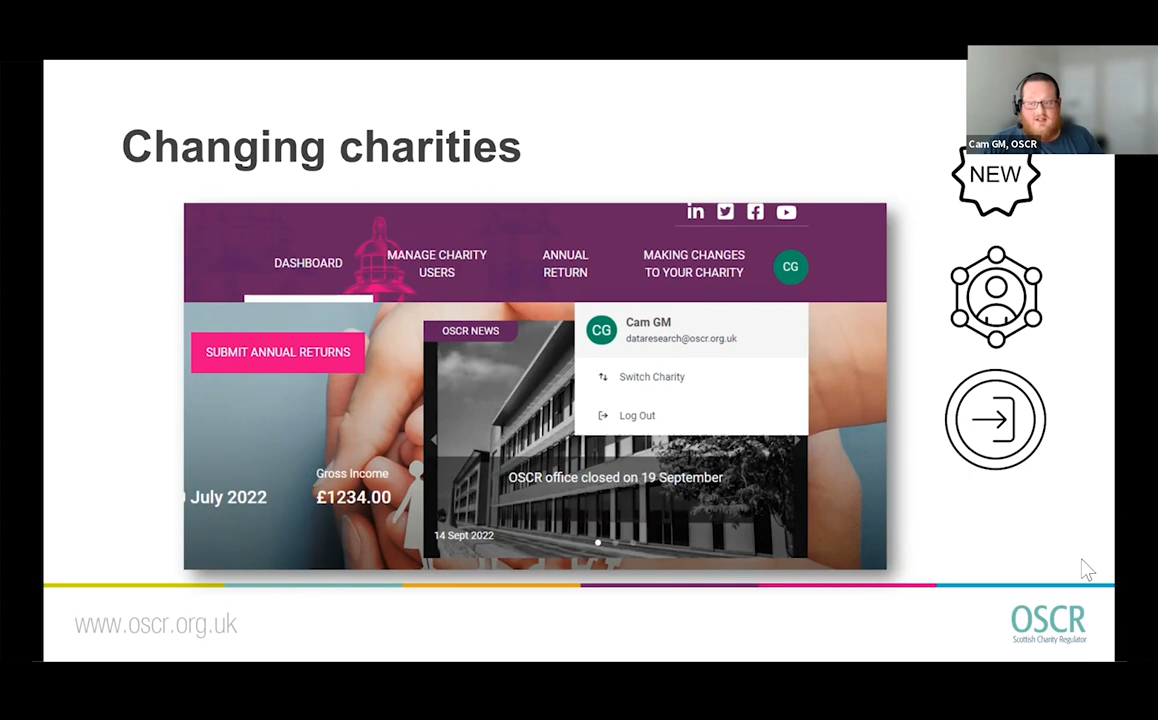 Cam GM, OSCR
Changing charities
NEW
in
DASHBOARD
MANAGE CHARITY
USERS
ANNUAL
RETURN
MAKING CHANGES
TO YOUR CHARITY
CG
SUBMIT ANNUAL RETURNS
OSCR NEWS
CG
Cam GM
dataresearch@oscr.org.uk
Switch Charity
Log Out
Gross Income
July 2022
£1234.00
OSCR office closed on 19 September
14 Sept 2022
www.oscr.org.uk
OSCR
Scottish Charity Regulator